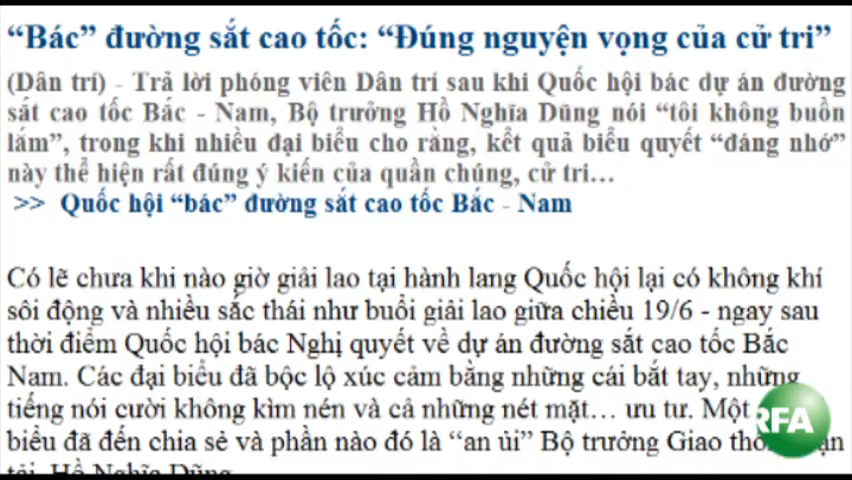 “Bác” đường sắt cao tốc: “Đúng nguyện vọng của cử tri”
(Dân trí) - Trả lời phóng viên Dân trí sau khi Quốc hội bác dự án đường
sắt cao tốc Bắc - Nam, Bộ trưởng Hồ Nghĩa Dũng nói “tôi không buồn
lắm”, trong khi nhiều đại biểu cho rằng, kết quả biểu quyết “đáng nhớ”
này thể hiện rất đúng ý kiến của quần chúng, cử tri…
>> Quốc hội “bác” đường sắt cao tốc Bắc - Nam
Có lẽ chưa khi nào giờ giải lao tại hành lang Quốc hội lại có không khí
sôi động và nhiều sắc thái như buổi giải lao giữa chiều 19/6 - ngay sau
thời điểm Quốc hội bác Nghị quyết về dự án đường sắt cao tốc Bắc
Nam. Các đại biểu đã bộc lộ xúc cảm bằng những cái bắt tay, những
tiếng nói cười không kìm nén và cả những nét mặt… ưu tư. Một
biểu đã đến chia sẻ và phần nào đó là “an ủi” Bộ trưởng Giao
tải, Hồ Nghĩa Dũng
RFA